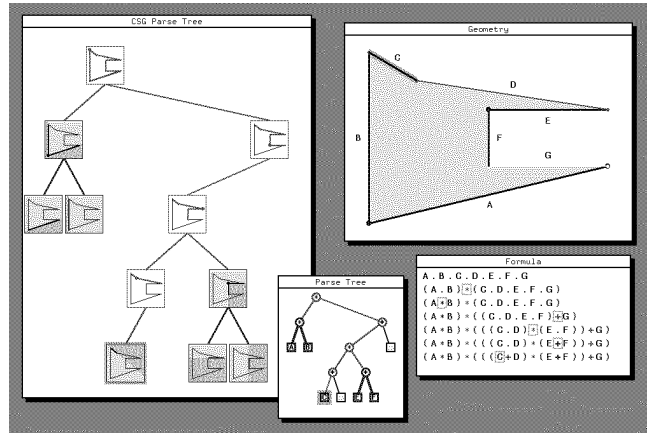 CSG Parse Tree
Geometry
C
D
E
B
F
G
A
Formula
A.B.C.D.E.F.G
(A.B)*(C.D.E.F.G)
(A*B)*(C.D.E.F.G)
(A*B)*((C.D.E.F)+G)
(A*B)*(((C.D)*(E.F))+G)
(A*B)*(((C.D)*(E+F))+G)
(A*B)*(((C+D)*(E+F))+G)
Parse Tree
A
E F